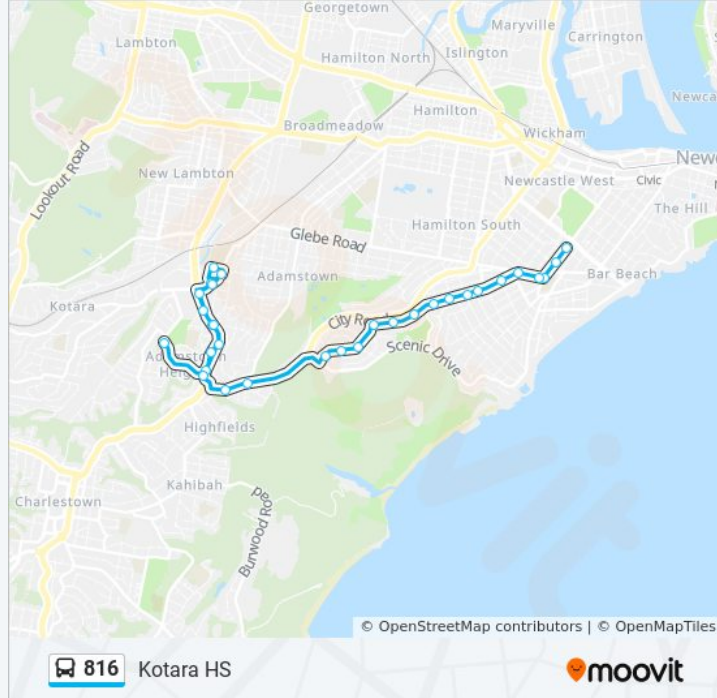 Georgetown
Maryville
Carrington
Lambton
Hamilton North
Islington
Newca
Hamilton
Broadmeadow
Wickham
Lookout Road
New Lambton
Newcastle West
Civic
Newc
The Hill
Hamilton South
Glebe Road
Adamstown
Bar Beach
Kotara
City Road
Scenic Drive
Adamstown
Heights
Highfields
Kahibah
Charlestown
Burwood Road
© OpenStreetMap contributors | © OpenMapTiles
816 Kotara HS
moovit